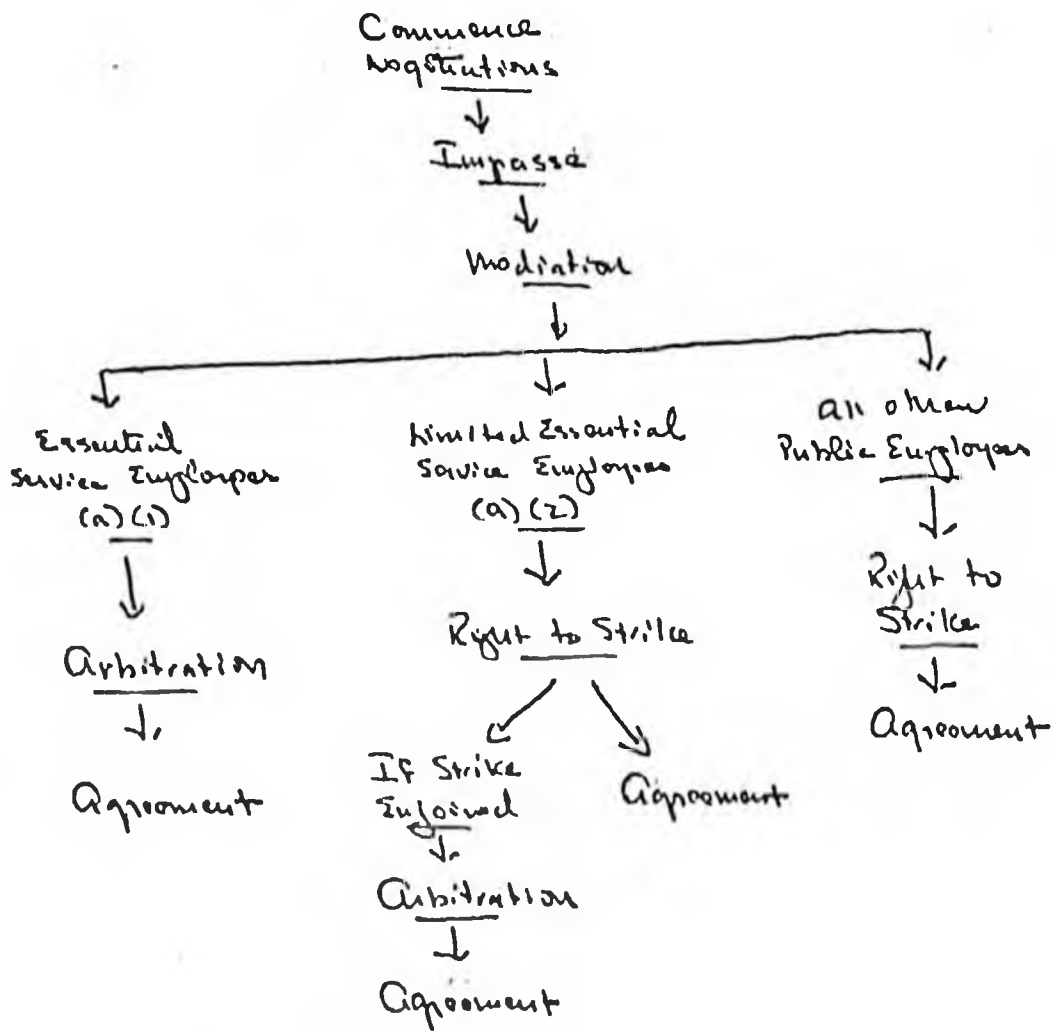 Commence
Negotiations
Impasse
Mediation
Essential
Service Employees
(a)(1)
Limited Essential
Service Employees
(a)(2)
All other
Public Employees
Arbitration
Right to Strike
Right to
Strike
Agreement
If Strike
Enjoined
Agreement
Agreement
Arbitration
Agreement